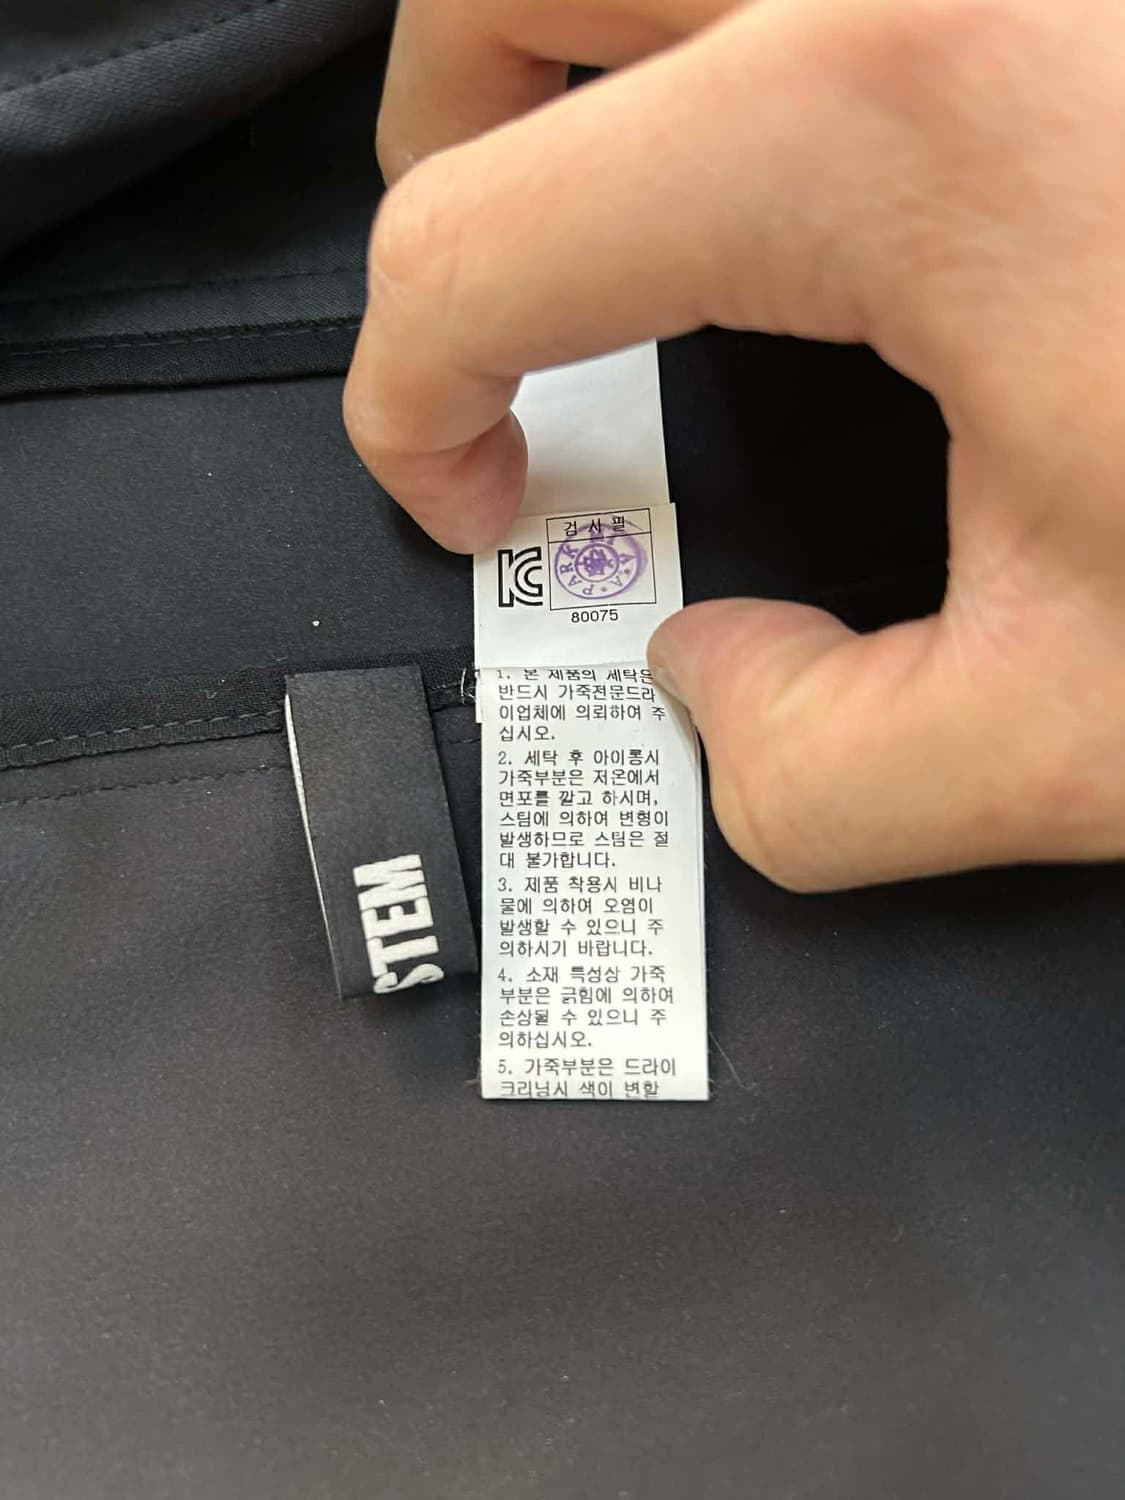 검사필
KC
80075
1. 본 제품의 세탁은
반드시 가죽전문드라
이업체에 의뢰하여 주
십시오.
2. 세탁 후 아이롱시
가죽부분은 저온에서
면포를 깔고 하시며,
스팀에 의하여 변형이
발생하므로 스팀은 절
대 불가합니다.
3. 제품 착용시 비나
물에 의하여 오염이
발생할 수 있으니 주
의하시기 바랍니다.
4. 소재 특성상 가죽
부분은 긁힘에 의하여
손상될 수 있으니 주
의하십시오.
5. 가죽부분은 드라이
크리닝시 색이 변할
STEM